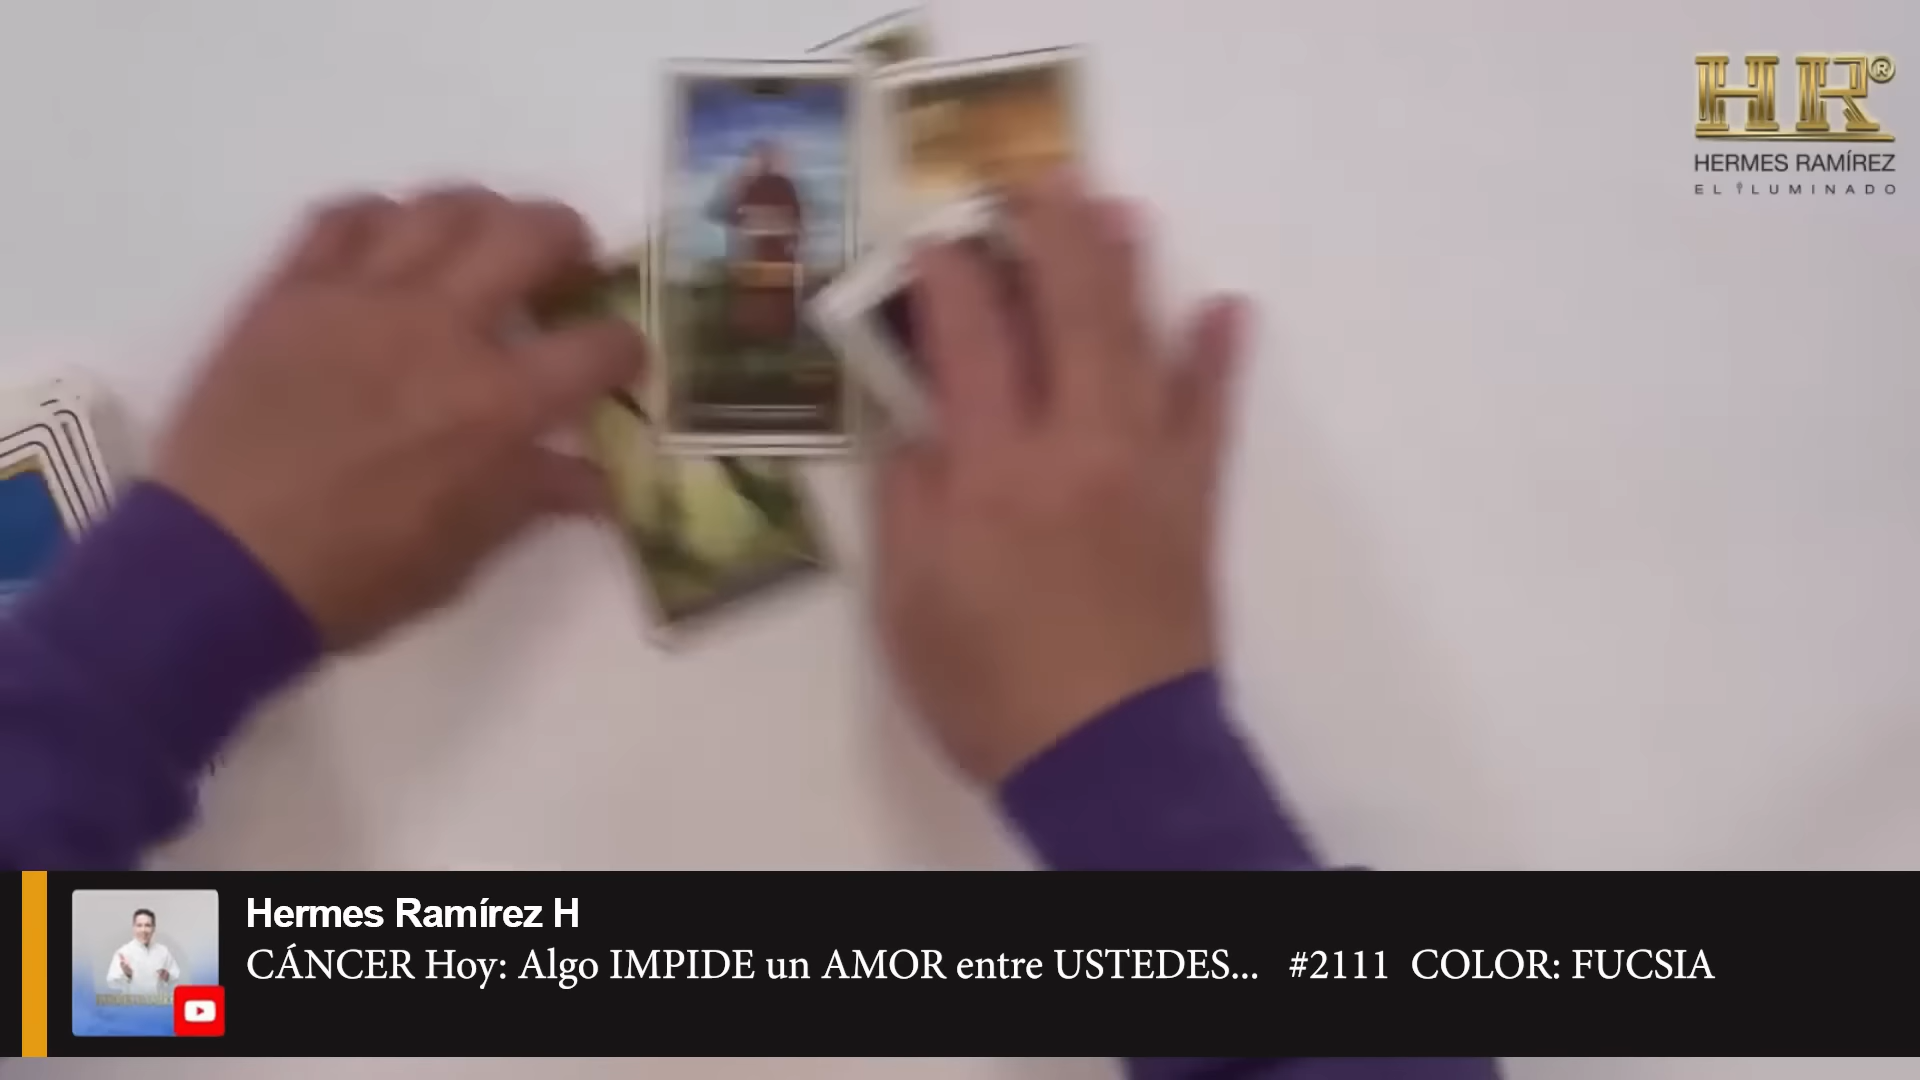 HR®
HERMES RAMÍREZ
EL ILUMINADO
Hermes Ramírez H
CÁNCER Hoy: Algo IMPIDE un AMOR entre USTEDES... #2111 COLOR: FUCSIA